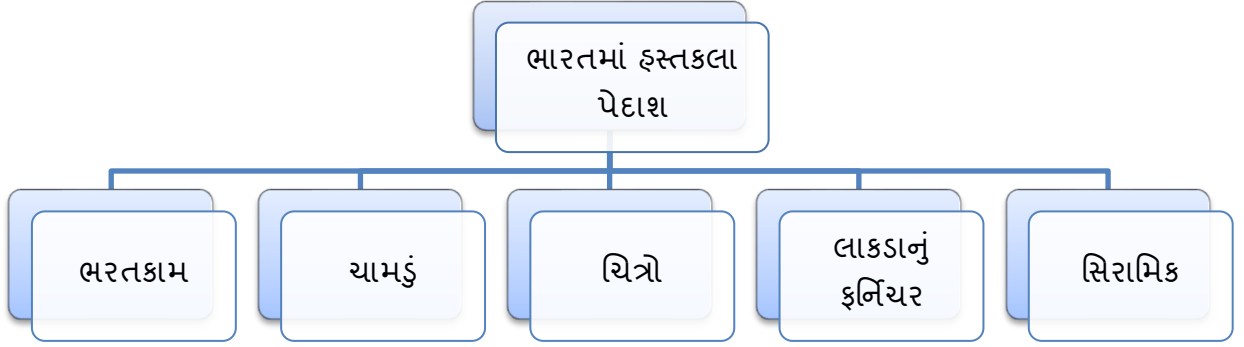 ભારતમાં હસ્તકલા
પેદાશ
ભરતકામ
ચામડું
ચિત્રો
લાકડાનું
ફર્નિચર
સિરામિક